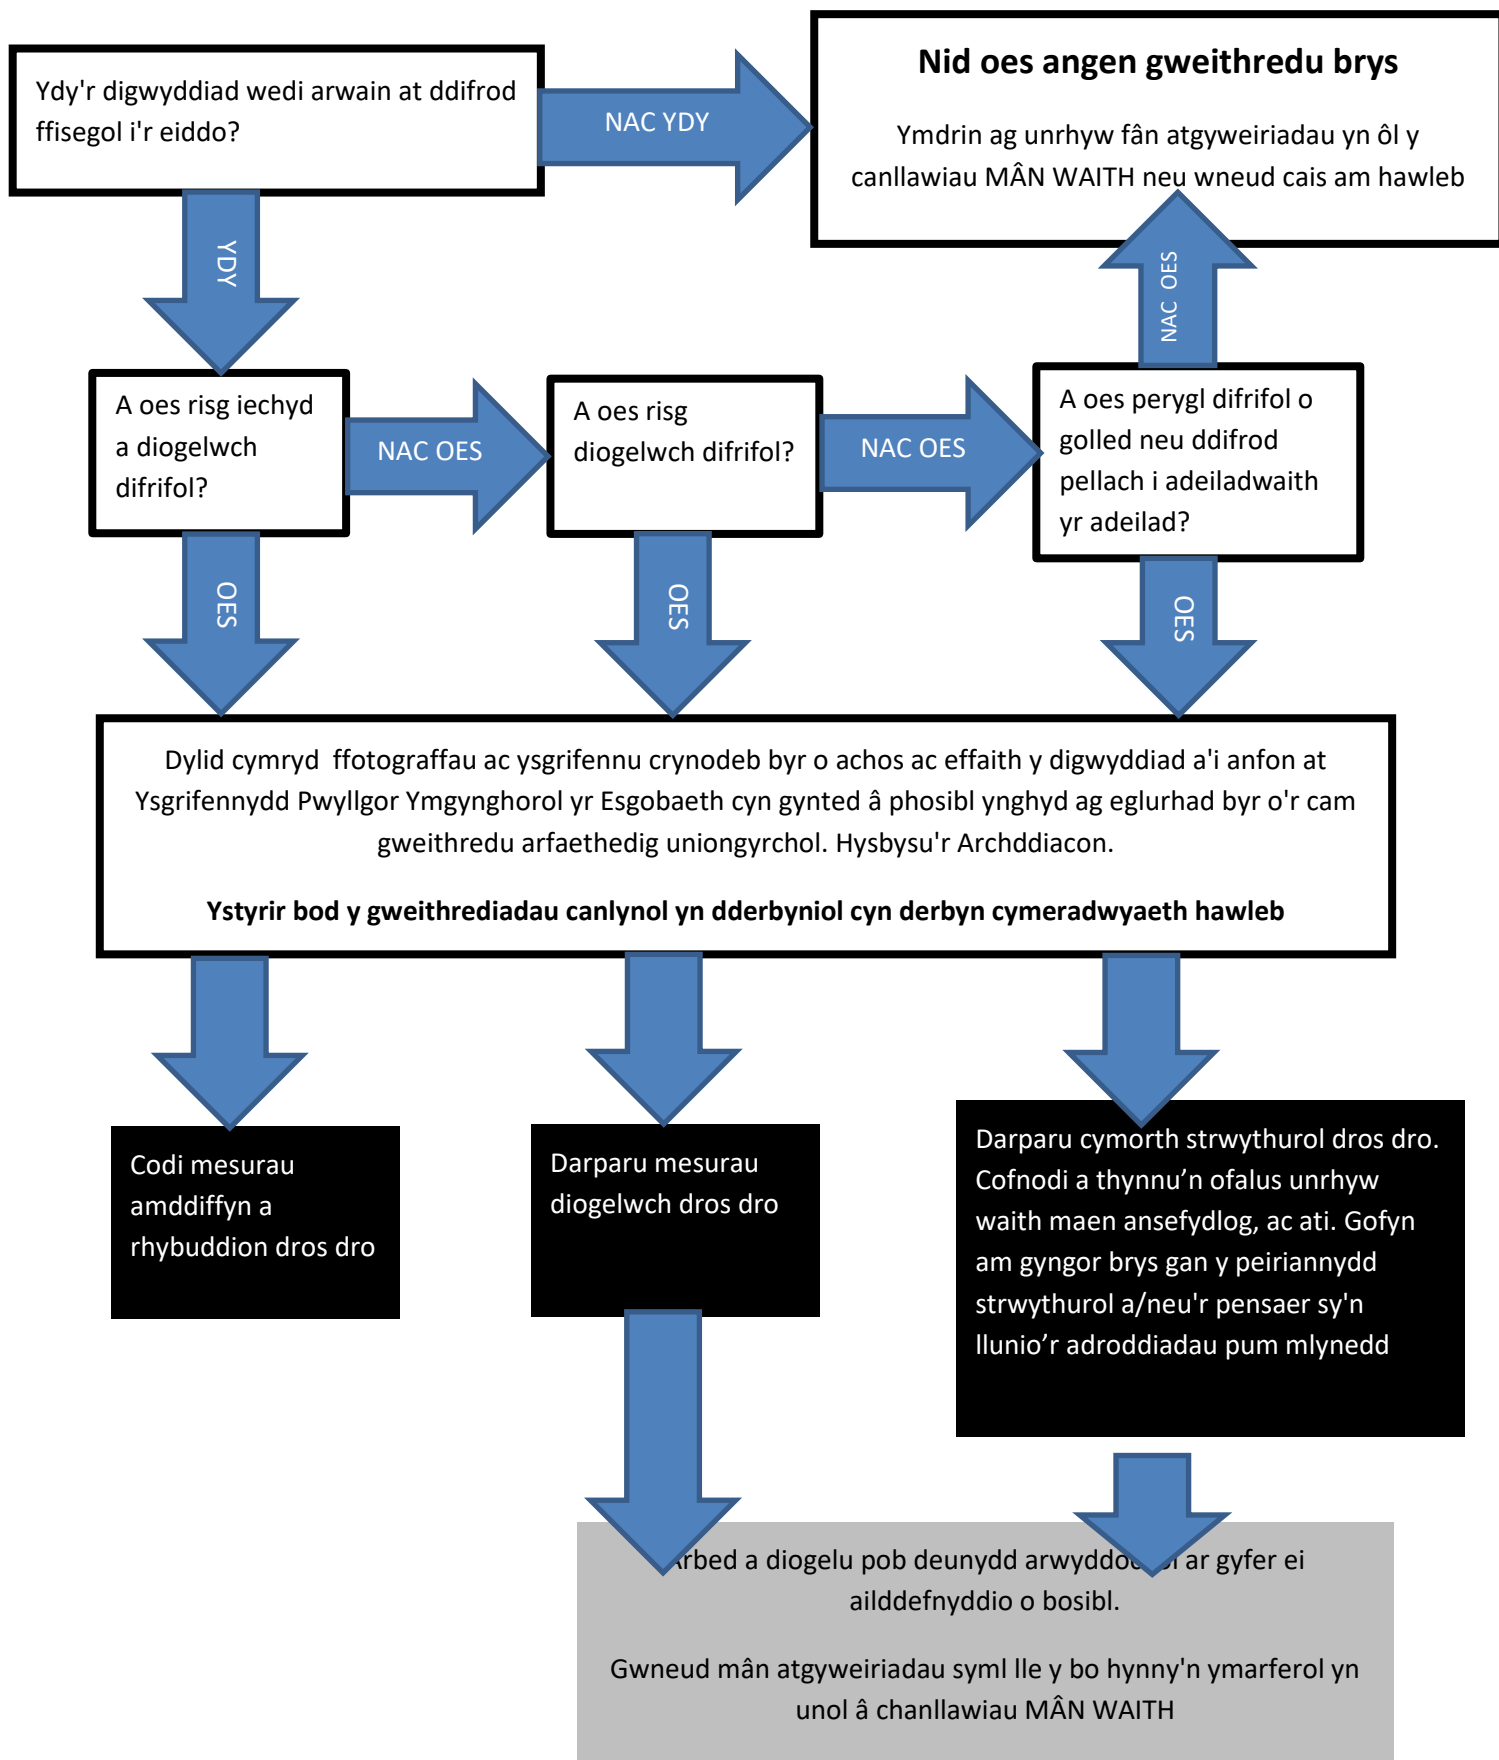 Ydy'r digwyddiad wedi arwain at ddifrod
ffisegol i'r eiddo?
NAC YDY
Nid oes angen gweithredu brys
Ymdrin ag unrhyw fân atgyweiriadau yn ôl y
canllawiau MÂN WAITH neu wneud cais am hawleb
YDY
NAC OES
A oes risg iechyd
a diogelwch
difrifol?
NAC OES
A oes risg
diogelwch difrifol?
NAC OES
A oes perygl difrifol o
golled neu ddifrod
pellach i adeiladwaith
yr adeilad?
OES
OES
OES
Dylid cymryd ffotograffau ac ysgrifennu crynodeb byr o achos ac effaith y digwyddiad a'i anfon at
Ysgrifennydd Pwyllgor Ymgynghorol yr Esgobaeth cyn gynted â phosibl ynghyd ag eglurhad byr o'r cam
gweithredu arfaethedig uniongyrchol. Hysbysu'r Archddiacon.
Ystyrir bod y gweithrediadau canlynol yn dderbyniol cyn derbyn cymeradwyaeth hawleb
Codi mesurau
amddiffyn a
rhybuddion dros dro
Darparu mesurau
diogelwch dros dro
Darparu cymorth strwythurol dros dro.
Cofnodi a thynnu’n ofalus unrhyw
waith maen ansefydlog, ac ati. Gofyn
am gyngor brys gan y peiriannydd
strwythurol a/neu'r pensaer sy'n
llunio’r adroddiadau pum mlynedd
Arbed a diogelu pob deunydd ar gyfer ei
ailddefnyddio o bosibl.
Gwneud mân atgyweiriadau syml lle y bo hynny'n ymarferol yn
unol â chanllawiau MÂN WAITH